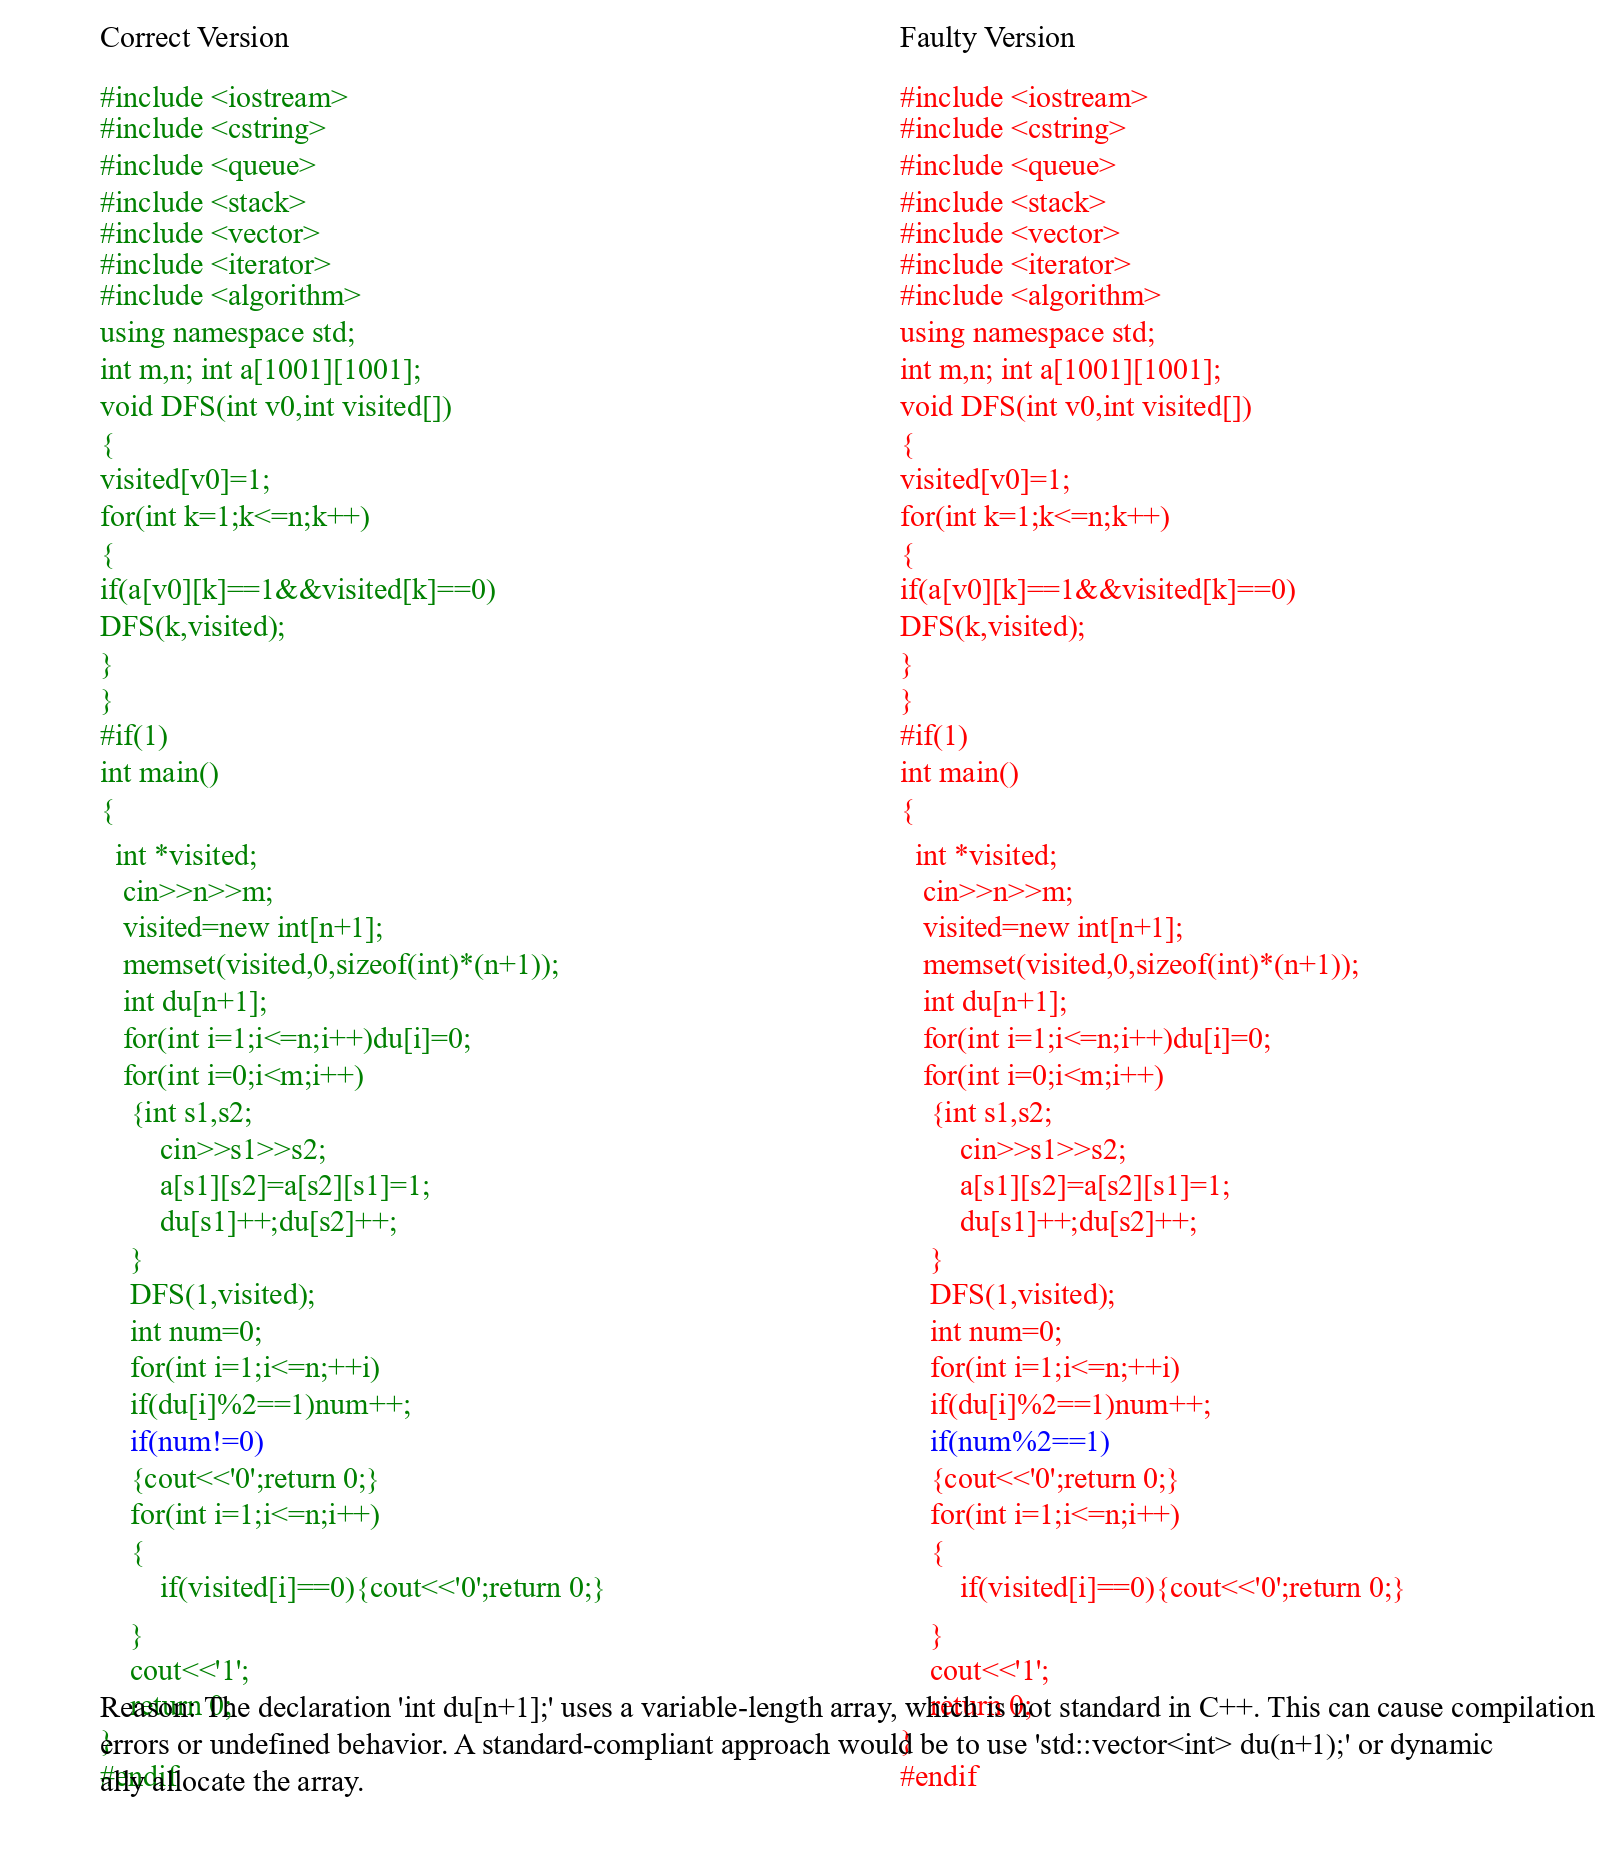 Correct Version
#include <iostream>
#include <cstring>
#include <queue>
#include <stack>
#include <vector>
#include <iterator>
#include <algorithm>
using namespace std;
int m,n; int a[1001][1001];
void DFS(int v0,int visited[])
{
visited[v0]=1;
for(int k=1;k<=n;k++)
{
if(a[v0][k]==1&&visited[k]==0)
DFS(k,visited);
}
}
#if(1)
int main()
{
int *visited;
cin>>n>>m;
visited=new int[n+1];
memset(visited,0,sizeof(int)*(n+1));
int du[n+1];
for(int i=1;i<=n;i++)du[i]=0;
for(int i=0;i<m;i++)
{int s1,s2;
cin>>s1>>s2;
a[s1][s2]=a[s2][s1]=1;
du[s1]++;du[s2]++;
}
DFS(1,visited);
int num=0;
for(int i=1;i<=n;++i)
if(du[i]%2==1)num++;
if(num!=0)
{cout<<'0';return 0;}
for(int i=1;i<=n;i++)
{
if(visited[i]==0){cout<<'0';return 0;}
}
cout<<'1';
return 0;
}
#endif
Faulty Version
#include <iostream>
#include <cstring>
#include <queue>
#include <stack>
#include <vector>
#include <iterator>
#include <algorithm>
using namespace std;
int m,n; int a[1001][1001];
void DFS(int v0,int visited[])
{
visited[v0]=1;
for(int k=1;k<=n;k++)
{
if(a[v0][k]==1&&visited[k]==0)
DFS(k,visited);
}
}
#if(1)
int main()
{
int *visited;
cin>>n>>m;
visited=new int[n+1];
memset(visited,0,sizeof(int)*(n+1));
int du[n+1];
for(int i=1;i<=n;i++)du[i]=0;
for(int i=0;i<m;i++)
{int s1,s2;
cin>>s1>>s2;
a[s1][s2]=a[s2][s1]=1;
du[s1]++;du[s2]++;
}
DFS(1,visited);
int num=0;
for(int i=1;i<=n;++i)
if(du[i]%2==1)num++;
if(num%2==1)
{cout<<'0';return 0;}
for(int i=1;i<=n;i++)
{
if(visited[i]==0){cout<<'0';return 0;}
}
cout<<'1';
return 0;
}
#endif
Reason: The declaration 'int du[n+1];' uses a variable-length array, which is not standard in C++. This can cause compilation
errors or undefined behavior. A standard-compliant approach would be to use 'std::vector<int> du(n+1);' or dynamic
ally allocate the array.